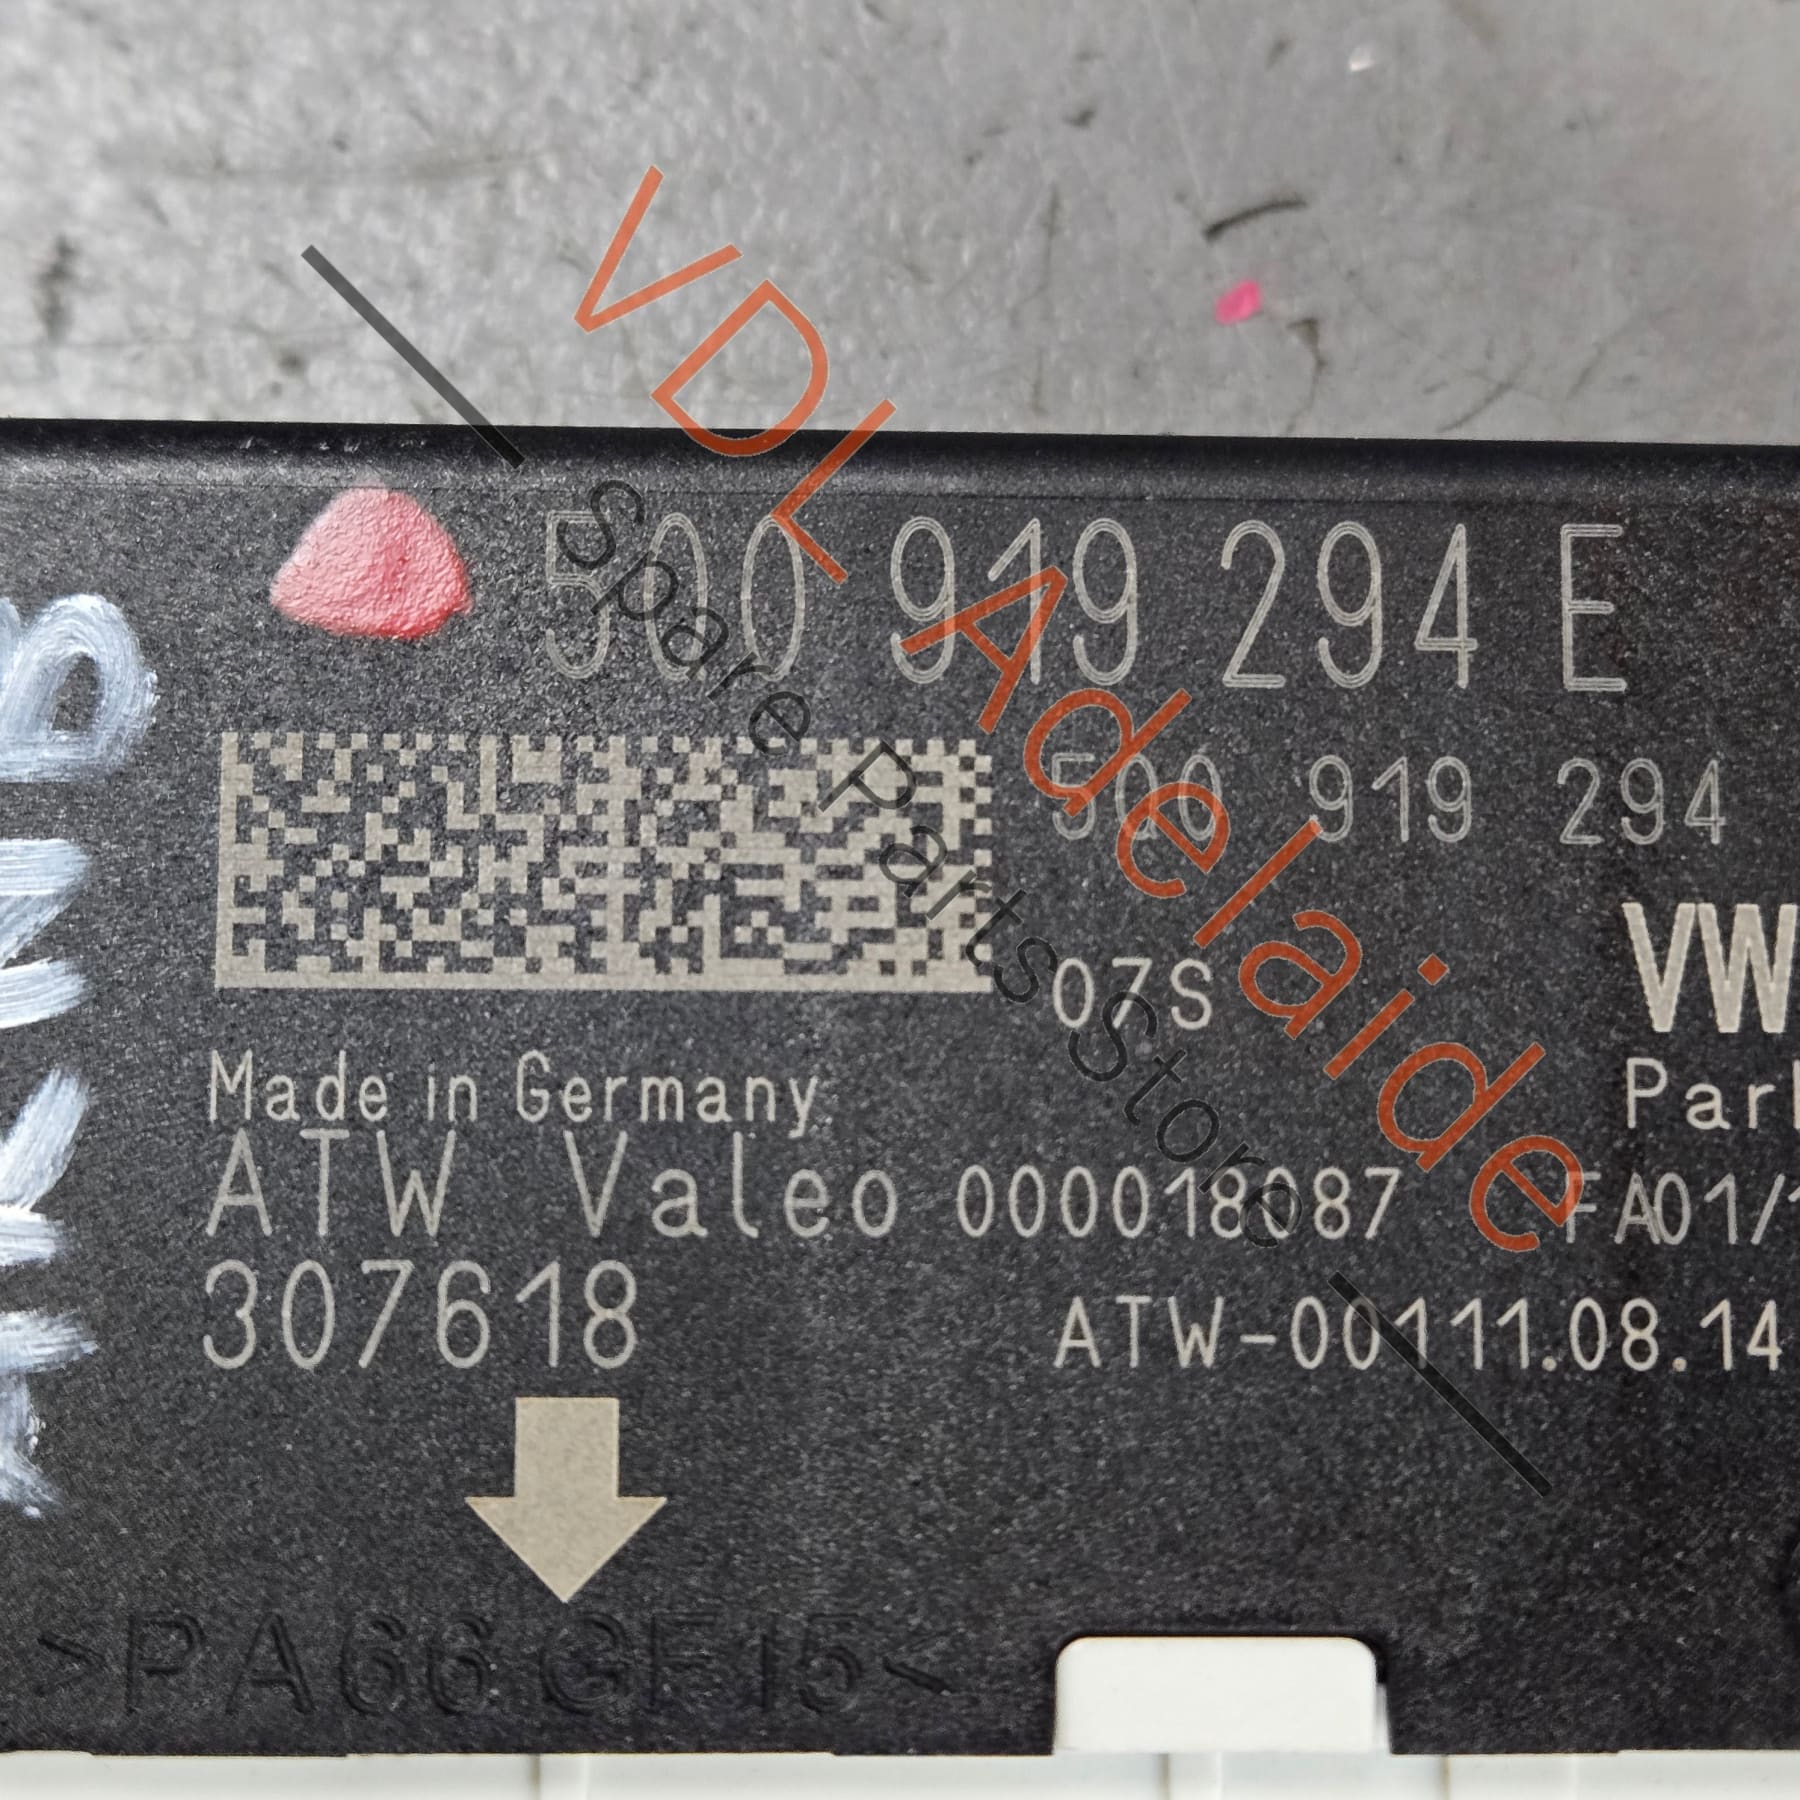 VDL Adelaide
Spare Parts Store
5Q0 919 294 E
5Q0 919 294
07S
VW
Made in Germany
ATW Valeo 000018087 FA01/1
307618
ATW-00111.08.14
>PA66 GF15<